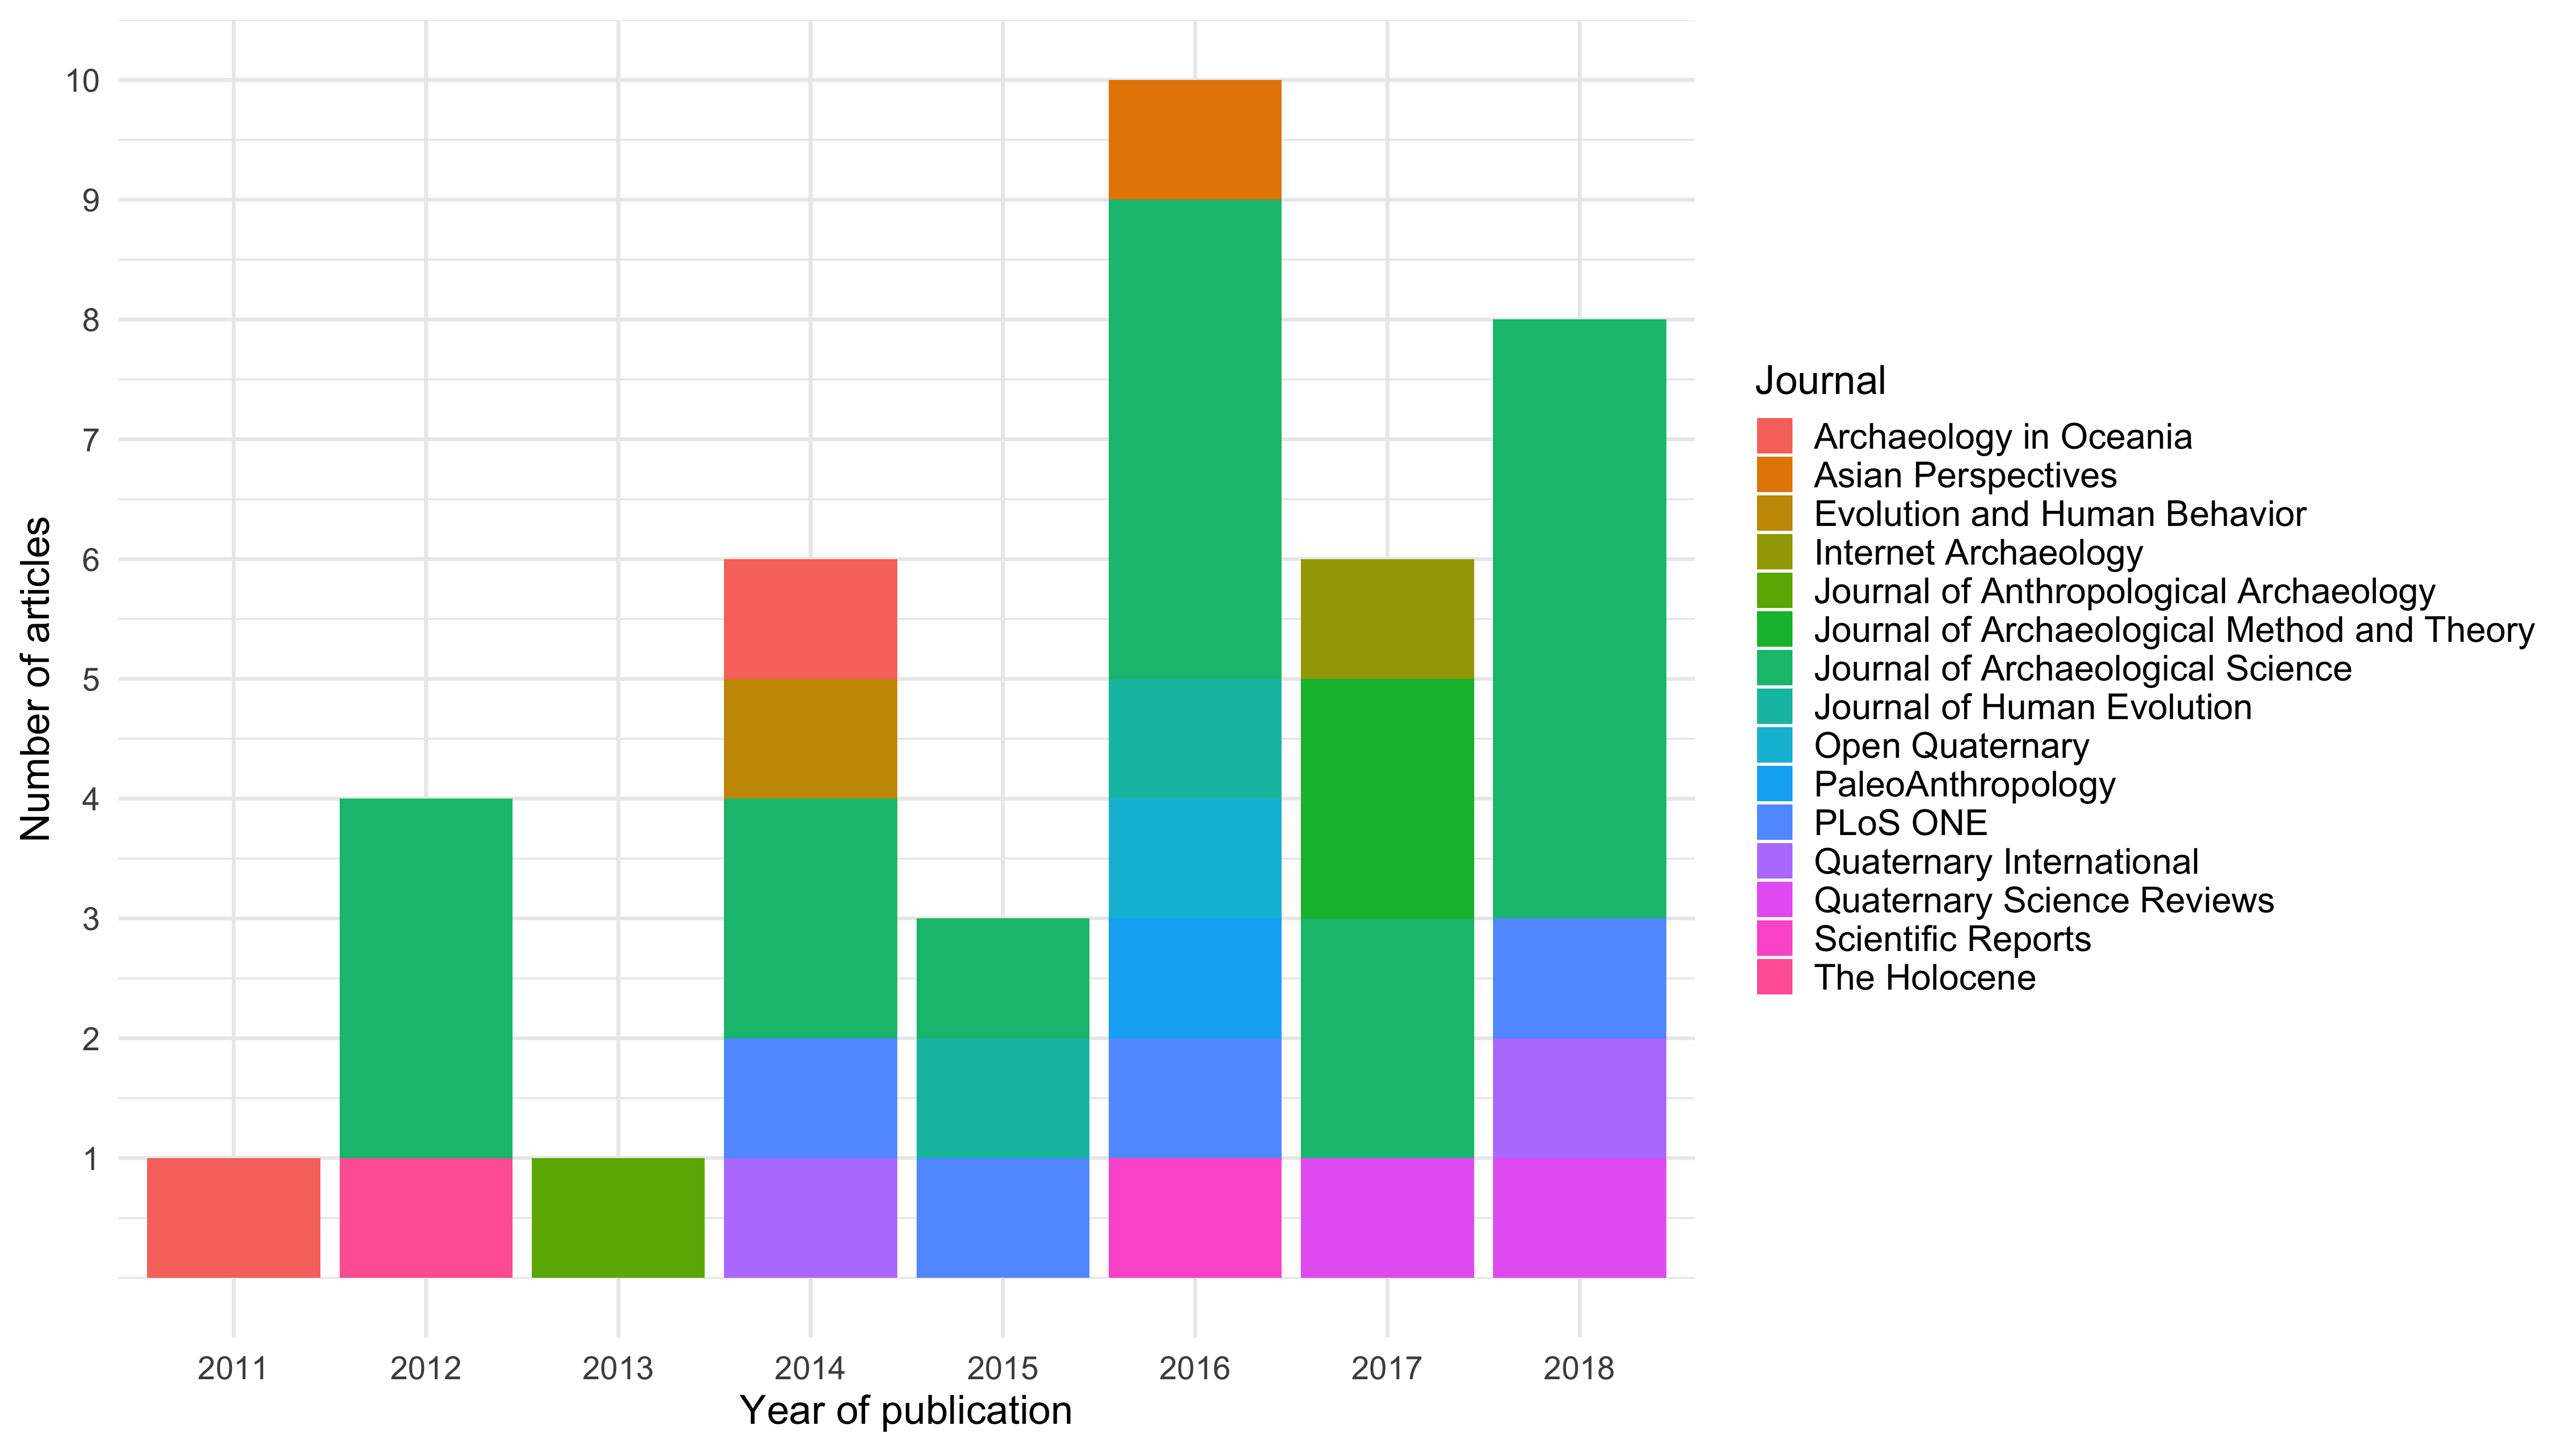 10
9
8
7
6
5
4
3
2
1
Number of articles
2011 2012 2013 2014 2015 2016 2017 2018
Year of publication
Journal
Archaeology in Oceania
Asian Perspectives
Evolution and Human Behavior
Internet Archaeology
Journal of Anthropological Archaeology
Journal of Archaeological Method and Theory
Journal of Archaeological Science
Journal of Human Evolution
Open Quaternary
PaleoAnthropology
PLoS ONE
Quaternary International
Quaternary Science Reviews
Scientific Reports
The Holocene